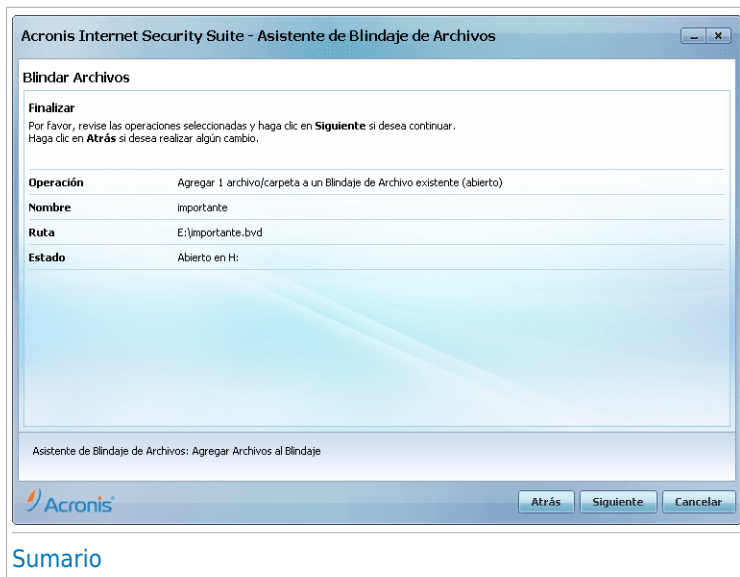 Acronis Internet Security Suite - Asistente de Blindaje de Archivos
Blindar Archivos
Finalizar
Por favor, revise las operaciones seleccionadas y haga clic en Siguiente si desea continuar.
Haga clic en Atrás si desea realizar algún cambio.
Operación Agregar 1 archivo/carpeta a un Blindaje de Archivo existente (abierto)
Nombre importante
Ruta E:\importante.bvd
Estado Abierto en H:
Asistente de Blindaje de Archivos: Agregar Archivos al Blindaje
Acronis
Atrás Siguiente Cancelar
Sumario